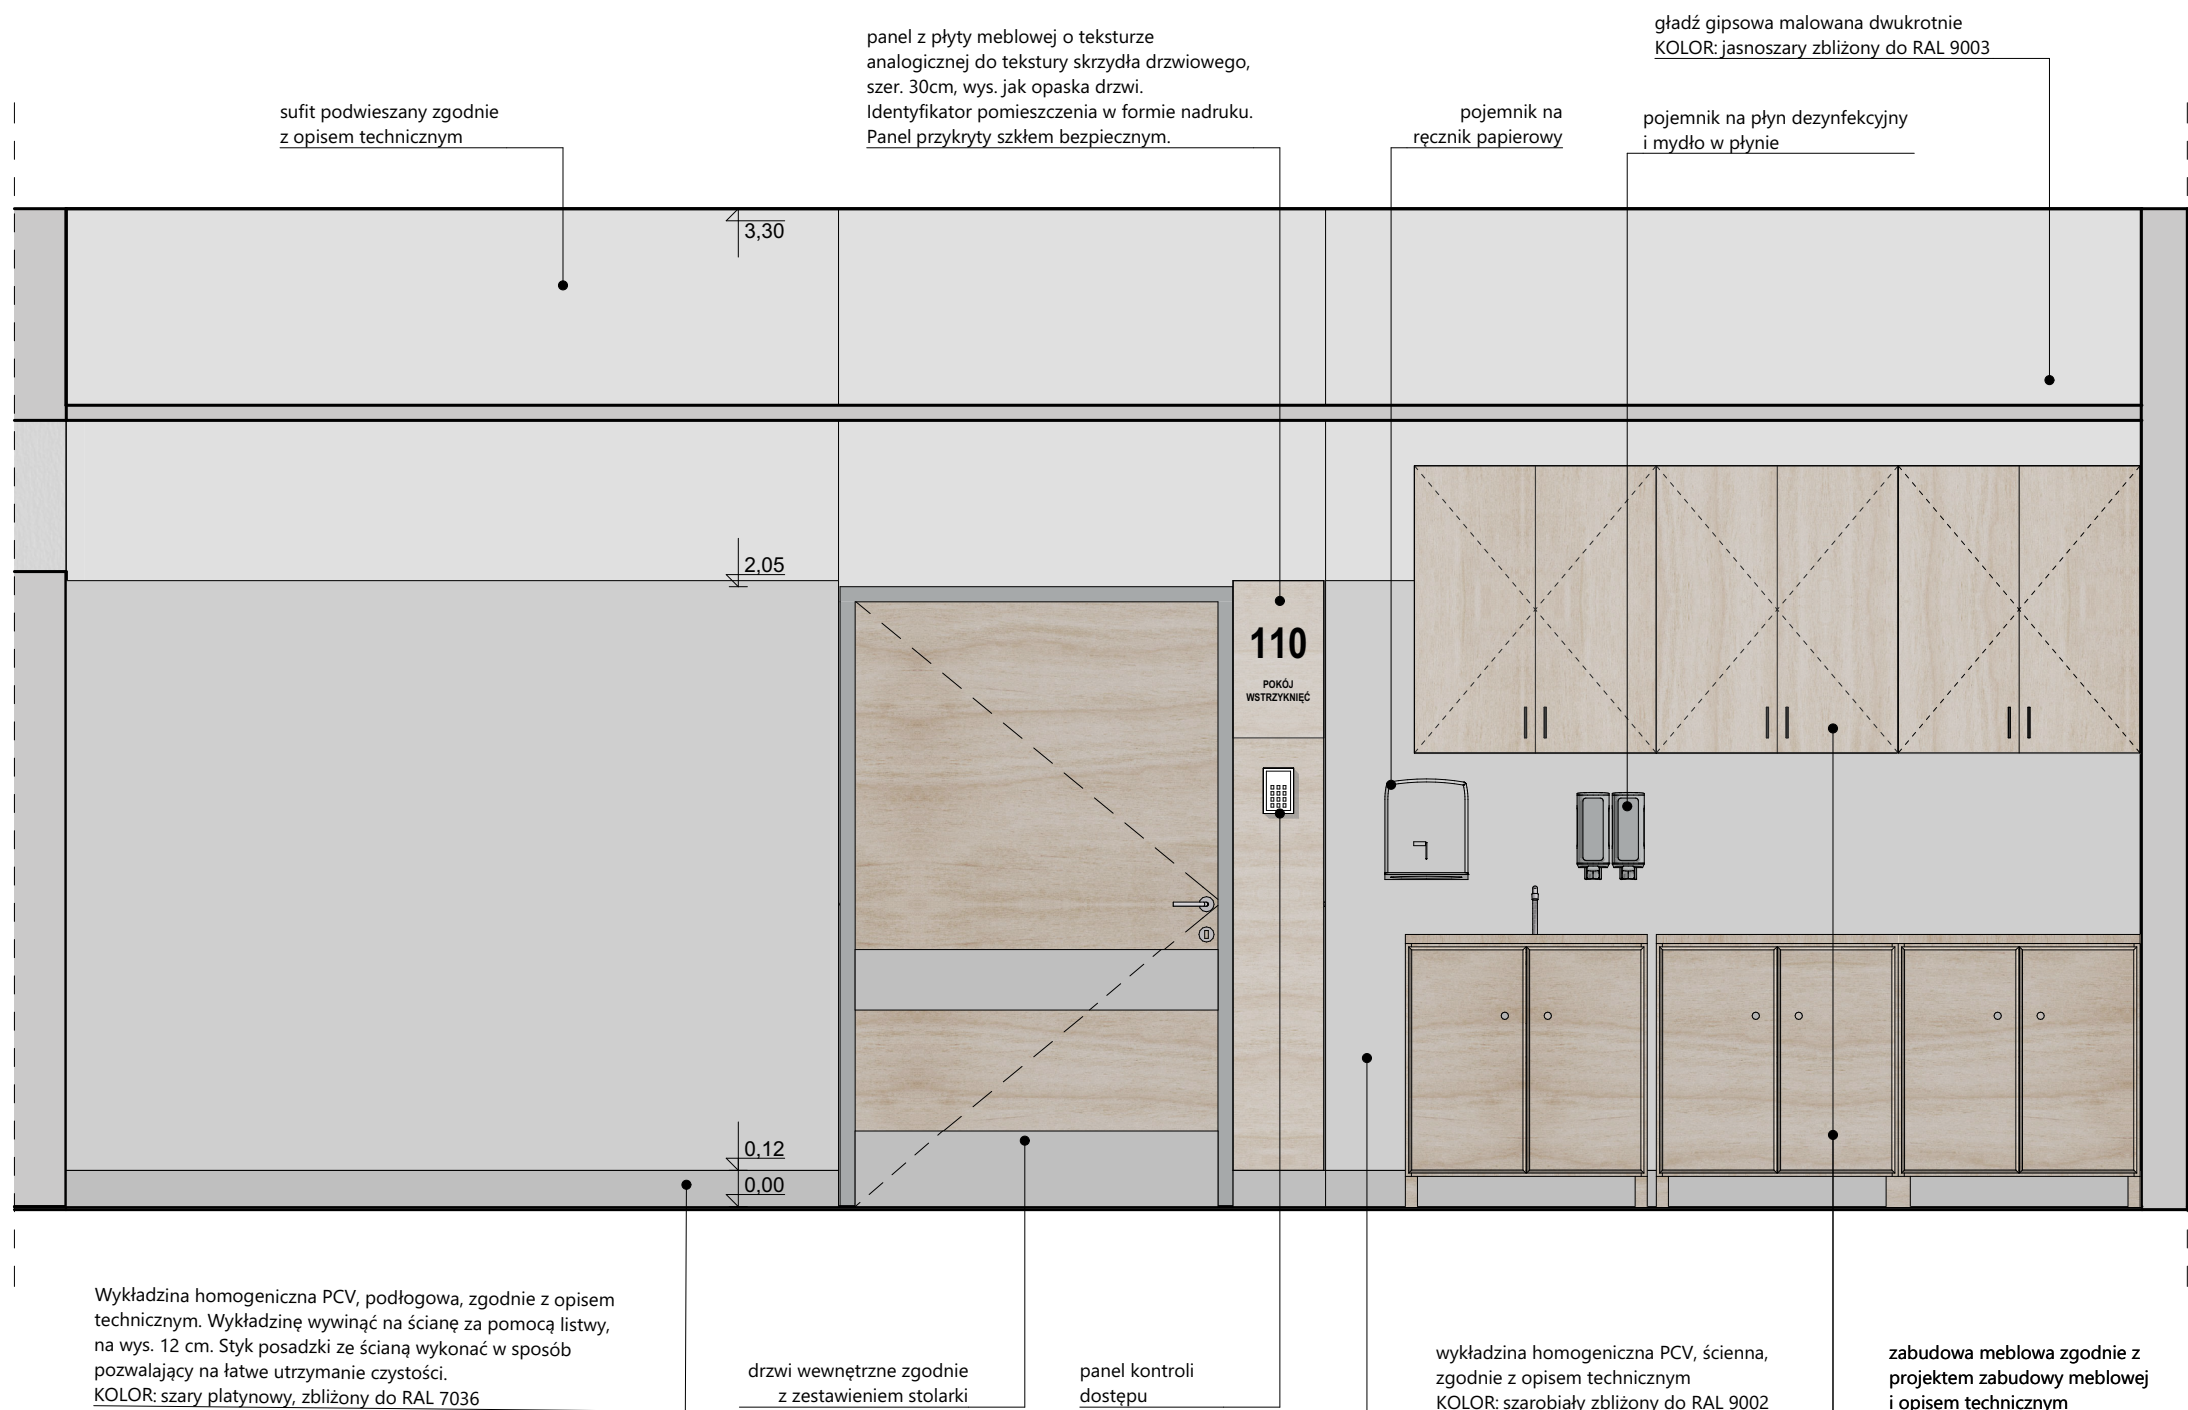 gładź gipsowa malowana dwukrotnie
KOLOR: jasnoszary zbliżony do RAL 9003
panel z płyty meblowej o teksturze
analogicznej do tekstury skrzydła drzwiowego,
szer. 30cm, wys. jak opaska drzwi.
Identyfikator pomieszczenia w formie nadruku.
Panel przykryty szkłem bezpiecznym.
sufit podwieszany zgodnie
z opisem technicznym
pojemnik na
ręcznik papierowy
pojemnik na płyn dezynfekcyjny
i mydło w płynie
3,30
2,05
110
POKÓJ
WSTRZYKNIĘĆ
0,12
0,00
Wykładzina homogeniczna PCV, podłogowa, zgodnie z opisem
technicznym. Wykładzinę wywinąć na ścianę za pomocą listwy,
na wys. 12 cm. Styk posadzki ze ścianą wykonać w sposób
pozwalający na łatwe utrzymanie czystości.
KOLOR: szary platynowy, zbliżony do RAL 7036
drzwi wewnętrzne zgodnie
z zestawieniem stolarki
panel kontroli
dostępu
wykładzina homogeniczna PCV, ścienna,
zgodnie z opisem technicznym
KOLOR: szarobiały zbliżony do RAL 9002
zabudowa meblowa zgodnie z
projektem zabudowy meblowej
i opisem technicznym